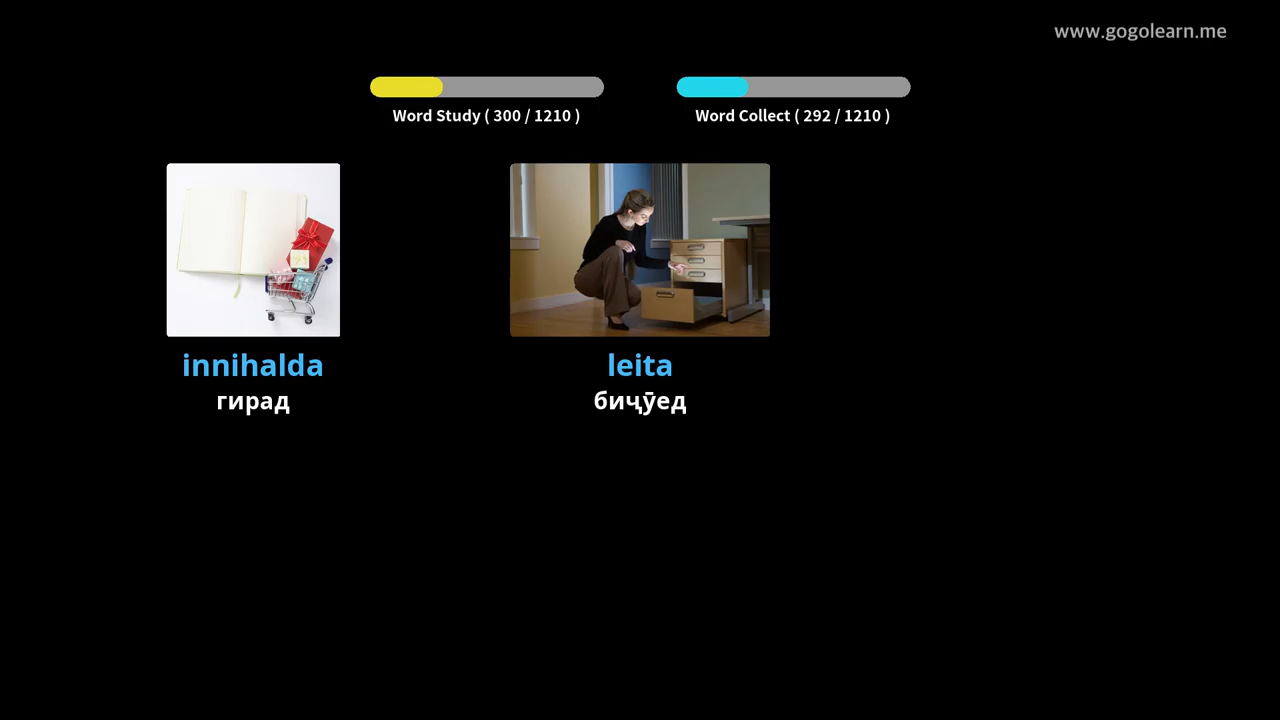 www.gogolearn.me
Word Study ( 300 / 1210 )
Word Collect ( 292 / 1210 )
innihalda
гирад
leita
биҷӯед